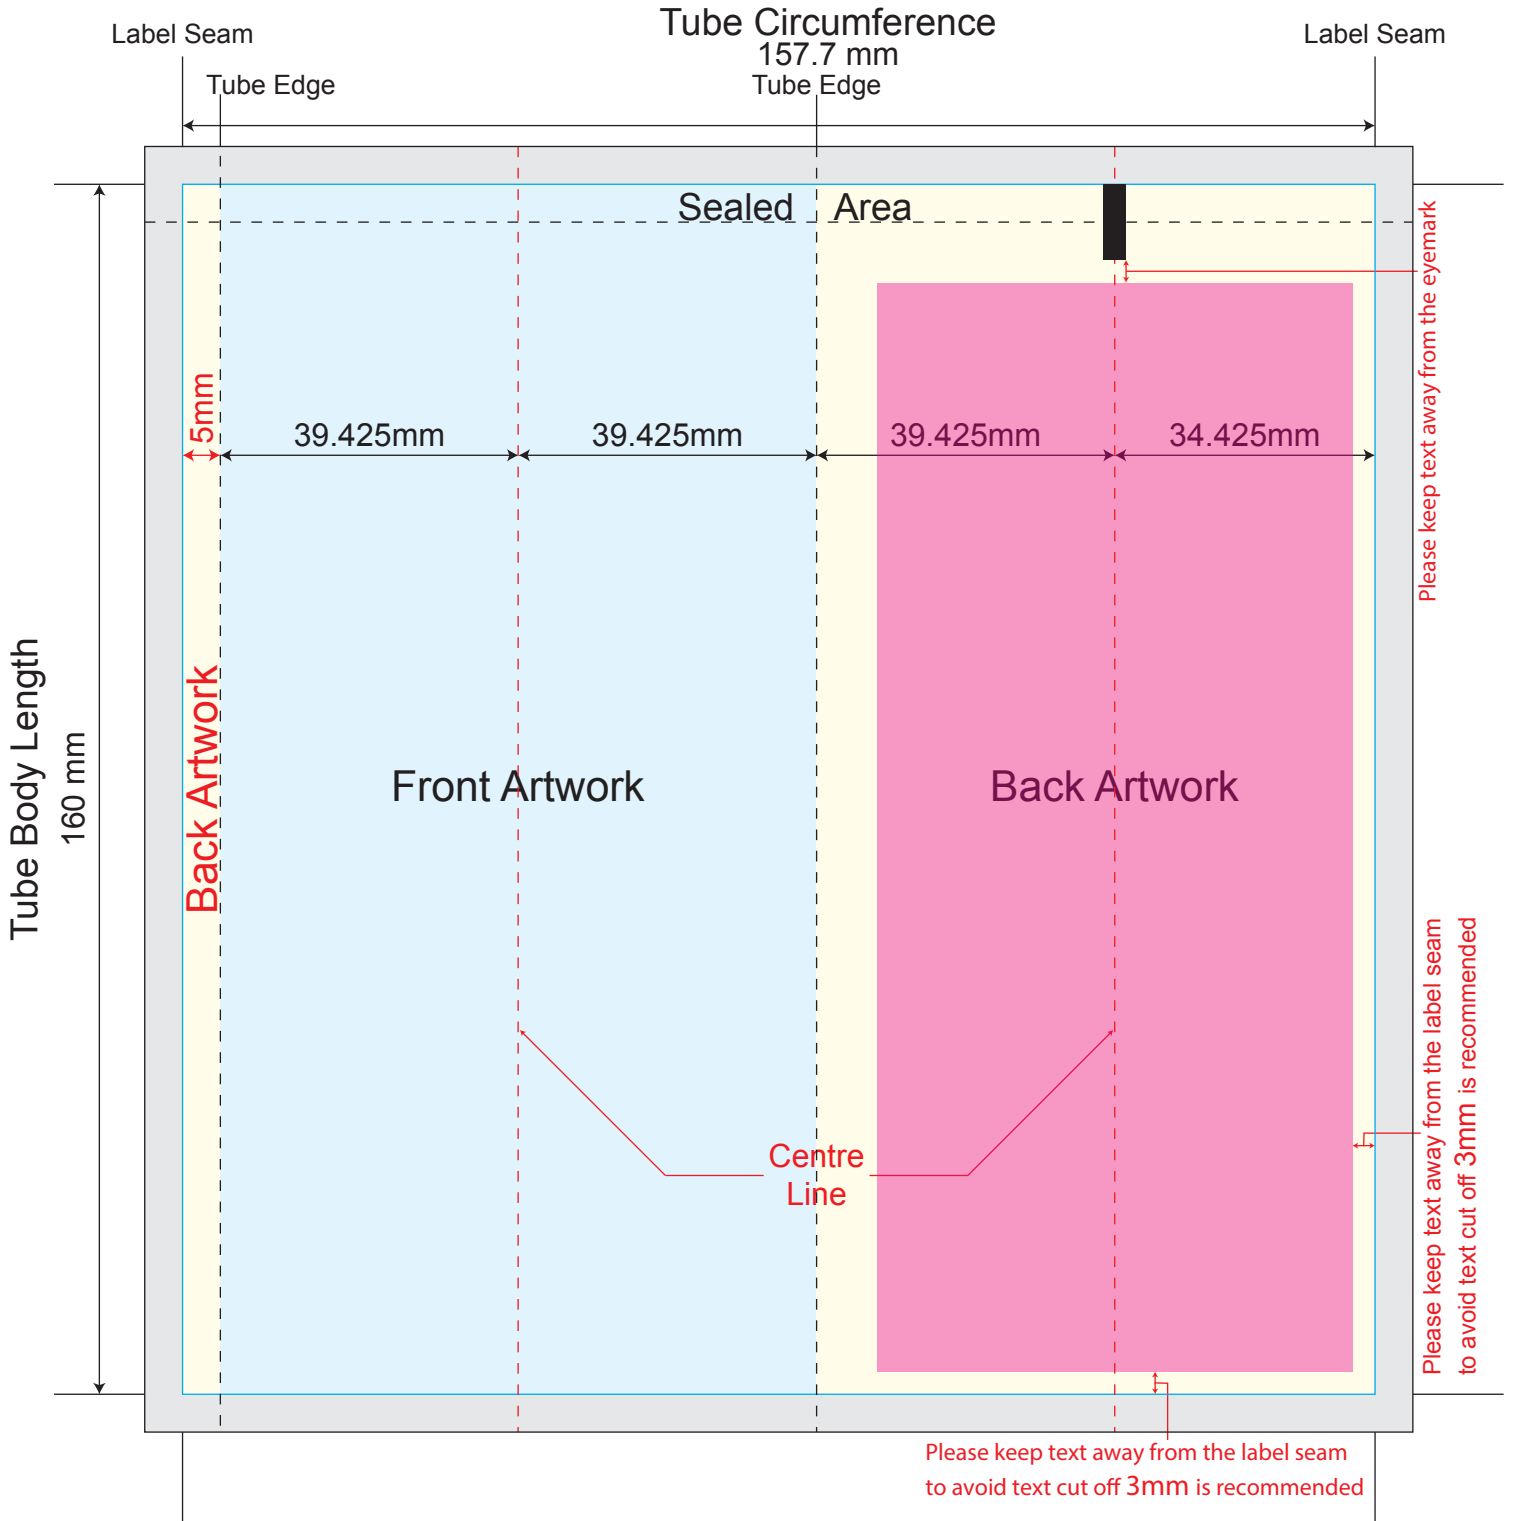 Tube Circumference
157.7 mm
Label Seam
Label Seam
Tube Edge
Tube Edge
Sealed Area
Please keep text away from the eyemark
5mm
39.425mm
39.425mm
39.425mm
34.425mm
Tube Body Length
160 mm
Back Artwork
Front Artwork
Back Artwork
Centre
Line
Please keep text away from the label seam
to avoid text cut off 3mm is recommended
Please keep text away from the label seam
to avoid text cut off 3mm is recommended